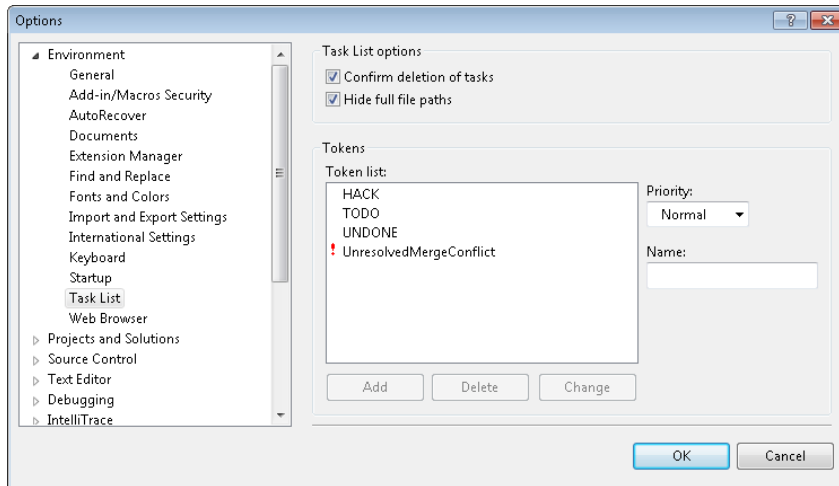 Options
Environment
General
Add-in/Macros Security
AutoRecover
Documents
Extension Manager
Find and Replace
Fonts and Colors
Import and Export Settings
International Settings
Keyboard
Startup
Task List
Web Browser
Projects and Solutions
Source Control
Text Editor
Debugging
IntelliTrace
Task List options
Confirm deletion of tasks
Hide full file paths
Tokens
Token list:
HACK
TODO
UNDONE
! UnresolvedMergeConflict
Priority:
Normal
Name:
Add Delete Change
OK Cancel